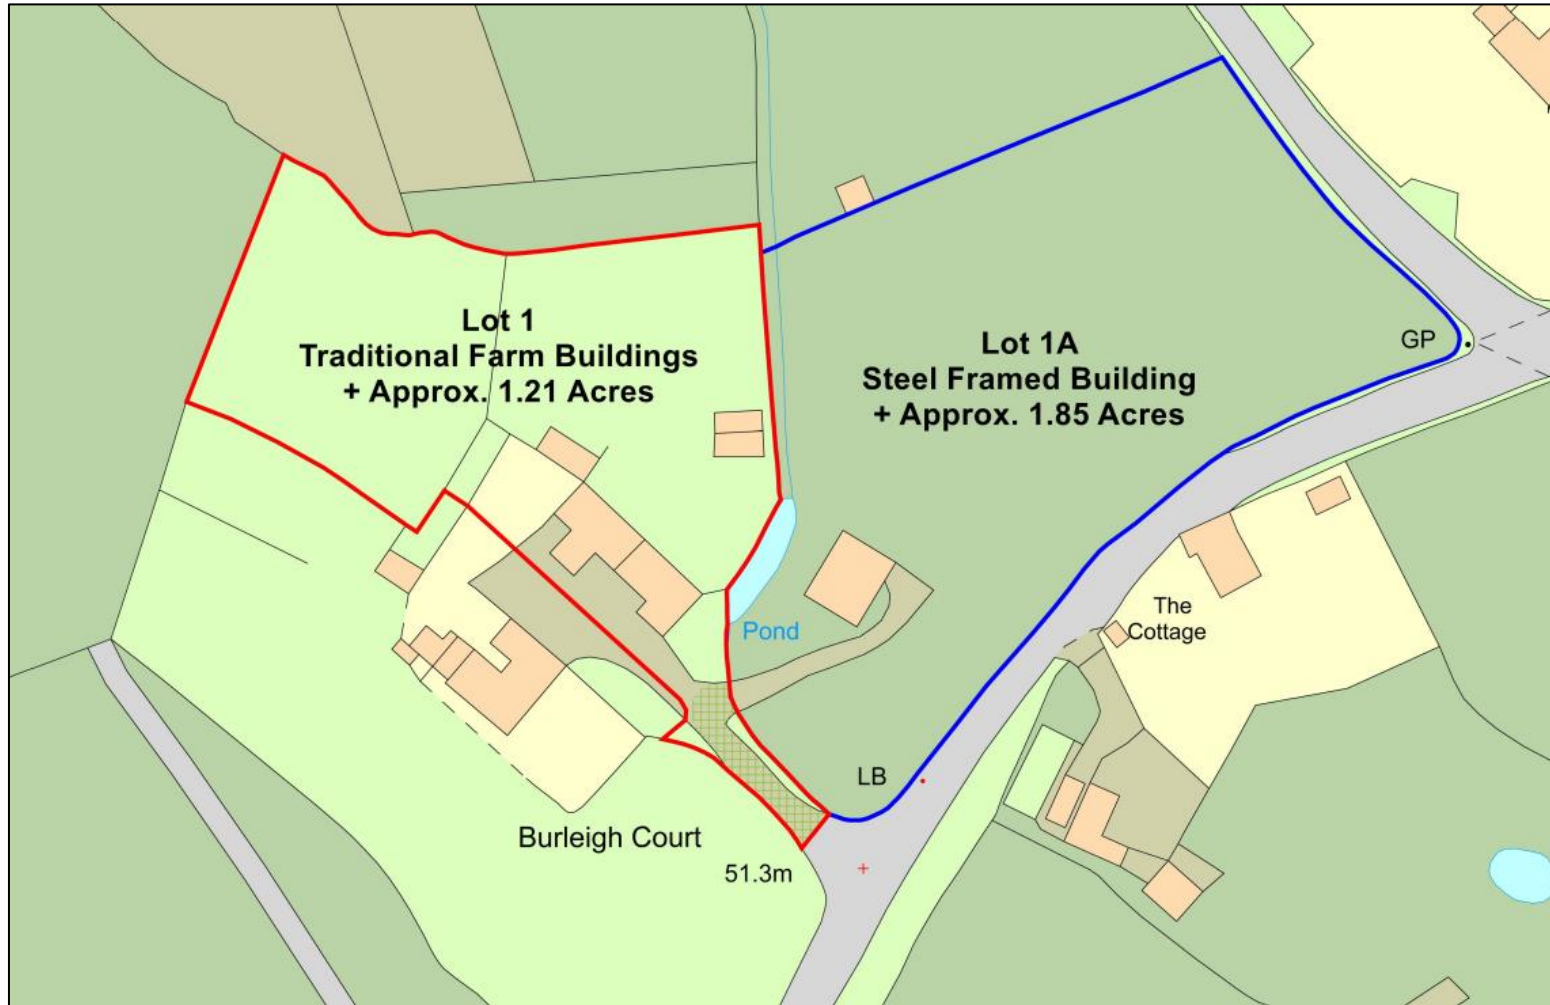 Lot 1
Traditional Farm Buildings
+ Approx. 1.21 Acres
Lot 1A
Steel Framed Building
+ Approx. 1.85 Acres
GP
The
Cottage
Pond
LB
Burleigh Court
51.3m